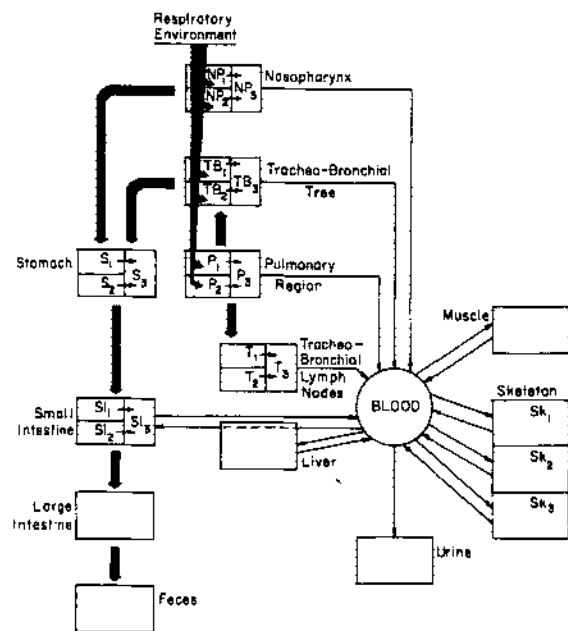 Respiratory
Environment
NP₁
NP₂
NP₃
Nasopharynx
TB₁
TB₂
TB₃
Tracheo-Bronchial
Tree
Stomach
S₁
S₂
S₃
P₁
P₂
P₃
Pulmonary
Region
Muscle
T₁
T₂
T₃
Tracheo-
Bronchial
Lymph
Nodes
BLOOD
Skeleton
Sk₁
Sk₂
Sk₃
Small
Intestine
SI₁
SI₂
SI₃
Liver
Large
Intestine
Urine
Feces